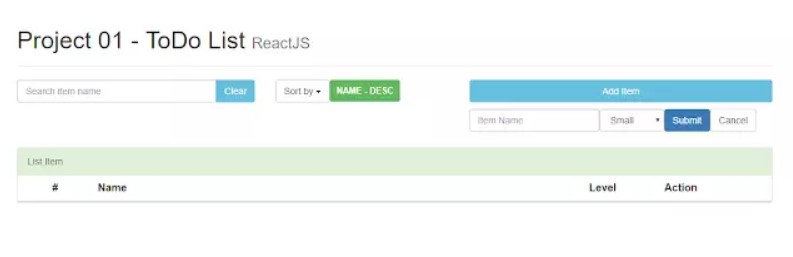 Project 01 - ToDo List ReactJS
Search item name Clear Sort by NAME - DESC Add Item
Item Name Small Submit Cancel
List Item
# Name Level Action